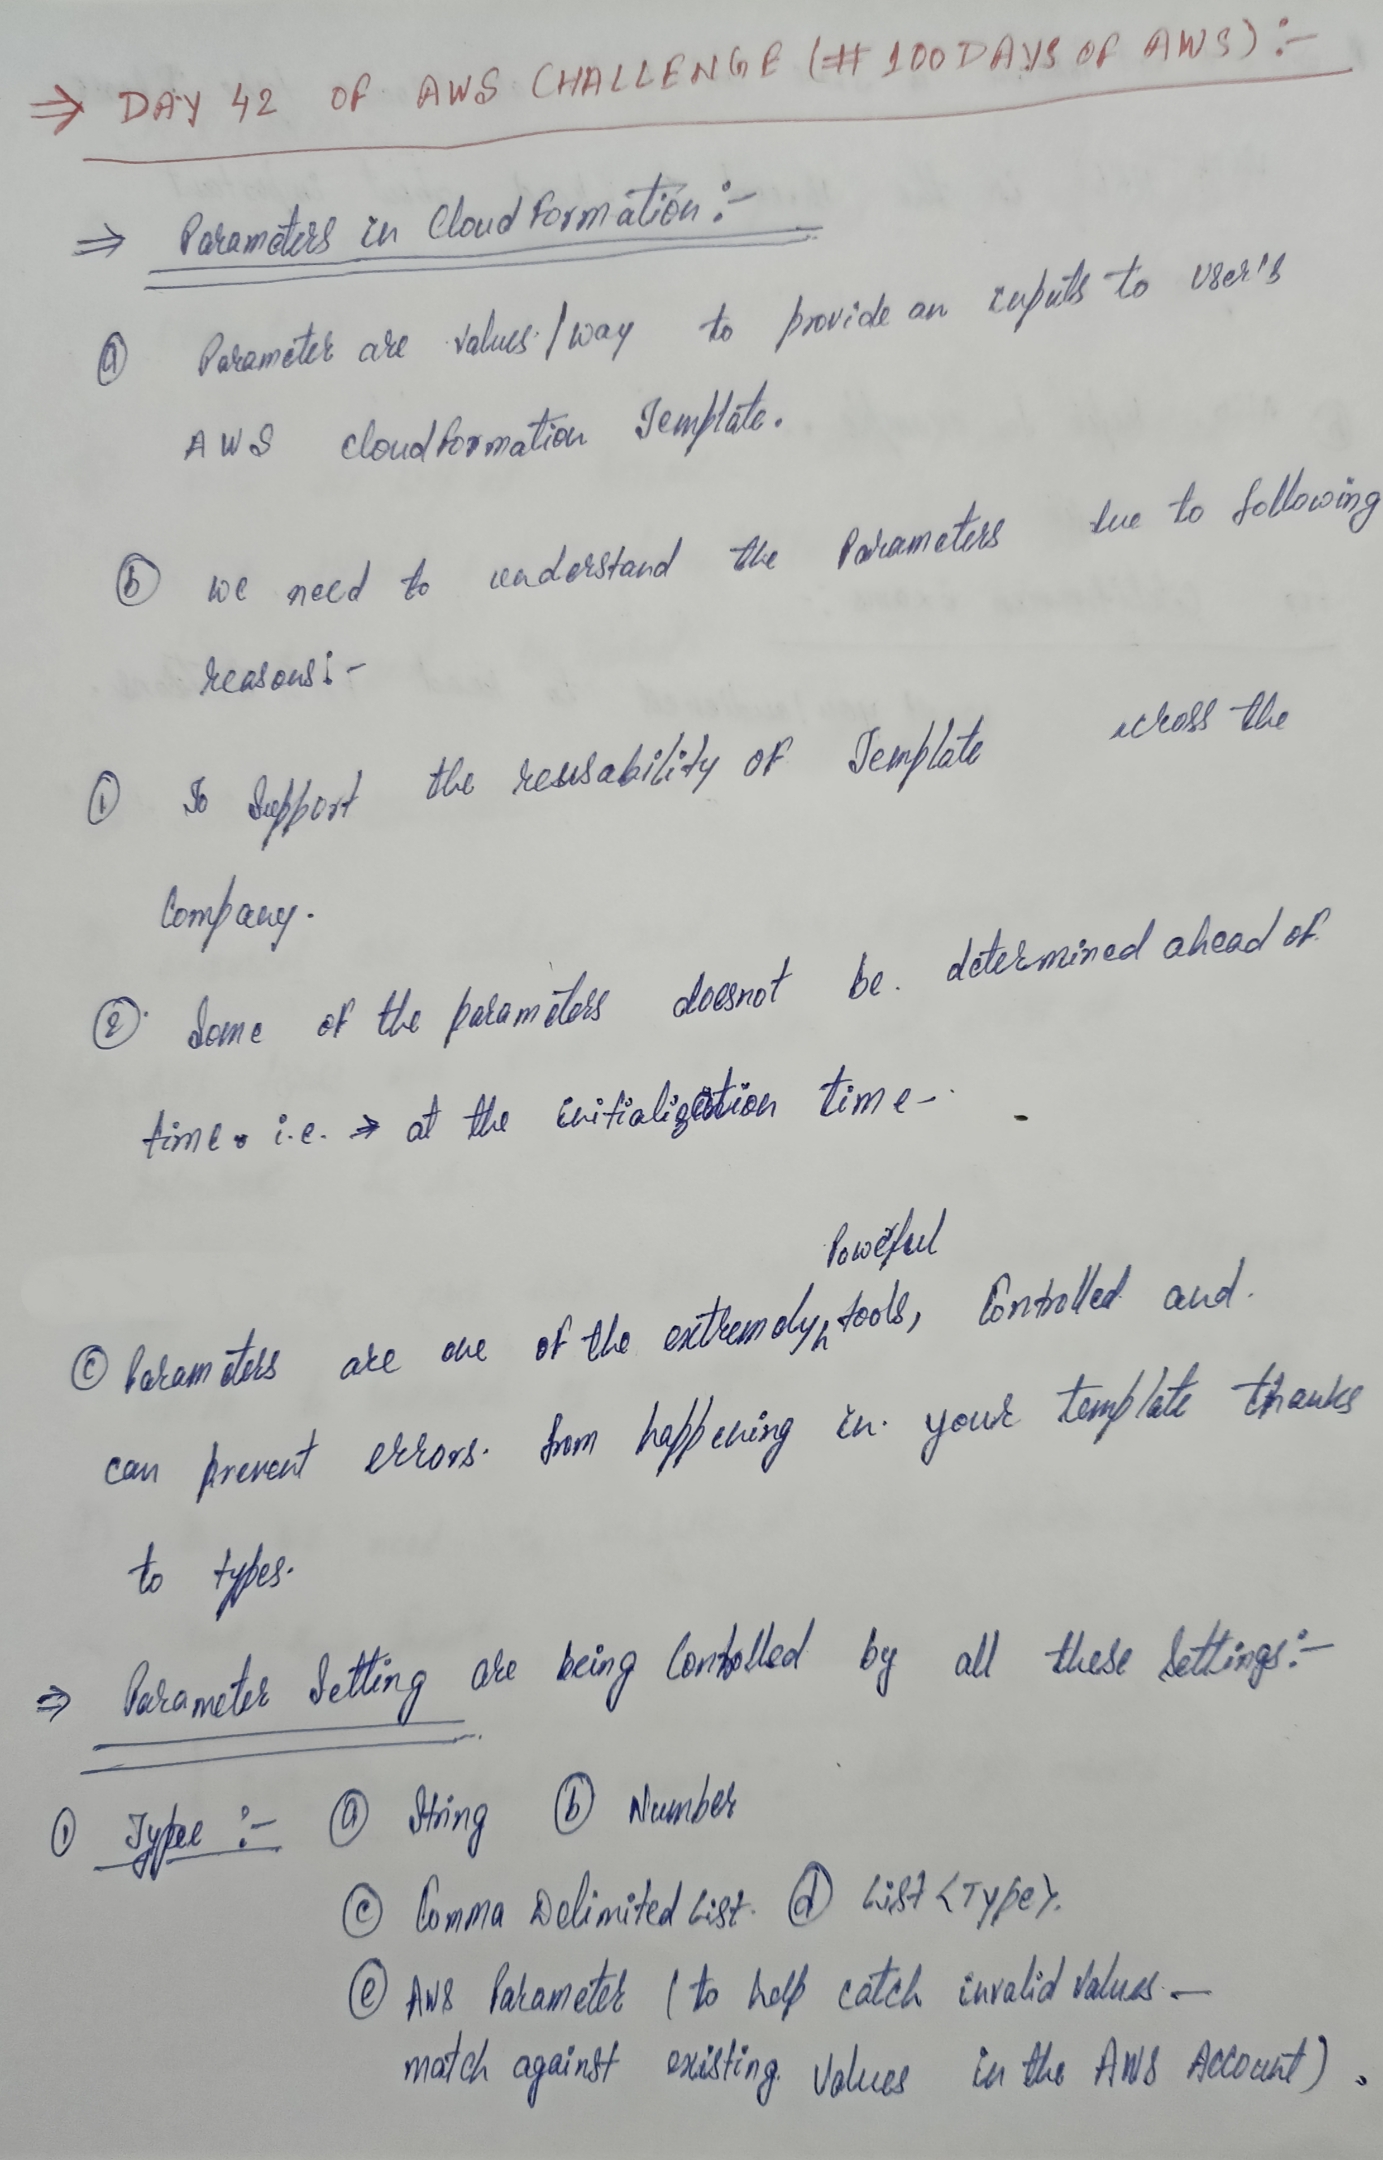 ⇒ DAY 42 OF AWS CHALLENGE (# 100DAYS OF AWS) :-
⇒ Parameters in CloudFormation :-
ⓐ Parameter are values / way to provide an inputs to user's
AWS cloudformation Template.
ⓑ we need to understand the Parameters due to following
reasons :-
① To Support the reusability of Template across the
Company.
② Some of the parameters doesnot be determined ahead of
time. i.e. ⇒ at the initialization time-
Powerful
ⓒ Parameters are one of the extremely, tools, Controlled and
can prevent errors. from happening in your template thanks
to types.
⇒ Parameter Setting are being Controlled by all these Settings :-
① Type :- ⓐ String ⓑ Number
ⓒ Comma Delimited List. ⓓ List <Type>.
ⓔ AWS Parameter ( to help catch invalid values -
match against existing values in the AWS Account) .